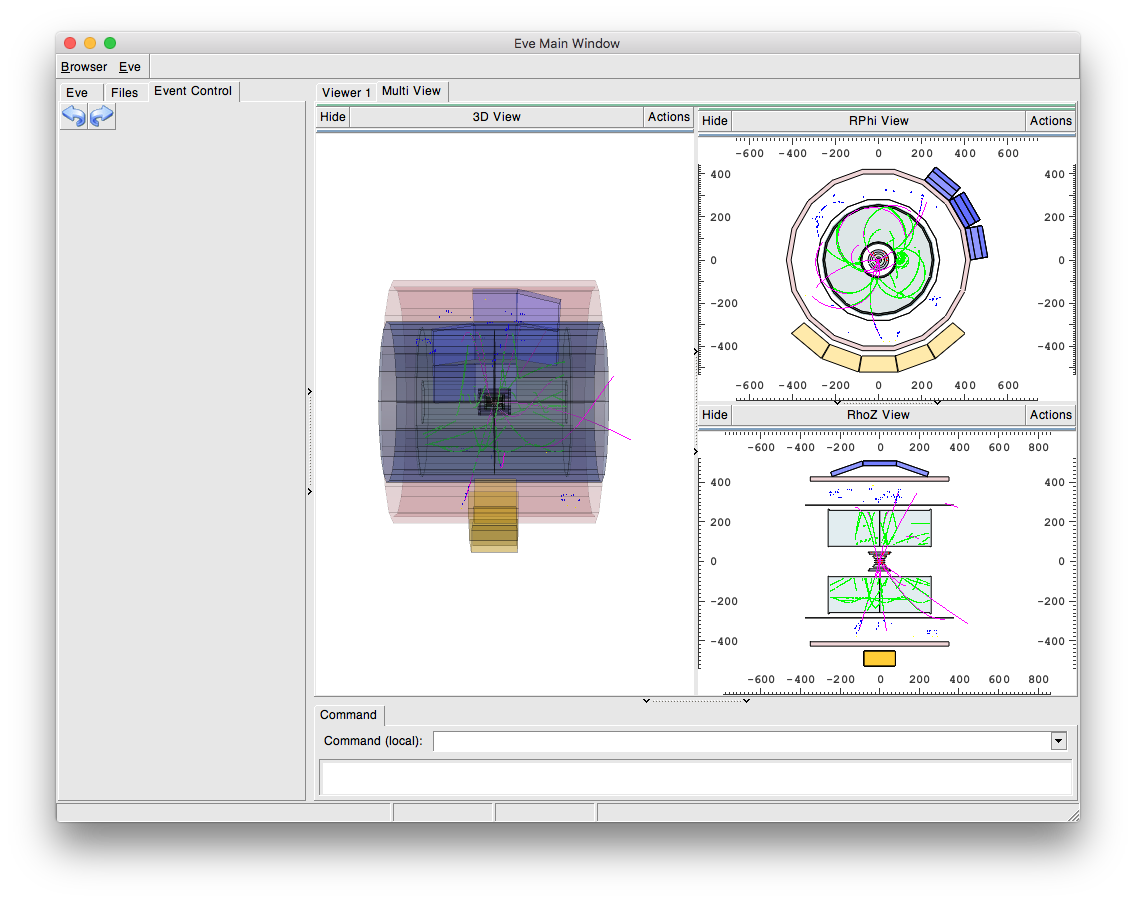 Eve Main Window
Browser Eve
Eve Files Event Control
Viewer 1 Multi View
Hide 3D View Actions
Hide RPhi View Actions
-600 -400 -200 0 200 400 600
400 400
200 200
0 0
-200 -200
-400 -400
-600 -400 -200 0 200 400 600
Hide RhoZ View Actions
-600 -400 -200 0 200 400 600 800
400 400
200 200
0 0
-200 -200
-400 -400
-600 -400 -200 0 200 400 600 800
Command
Command (local):